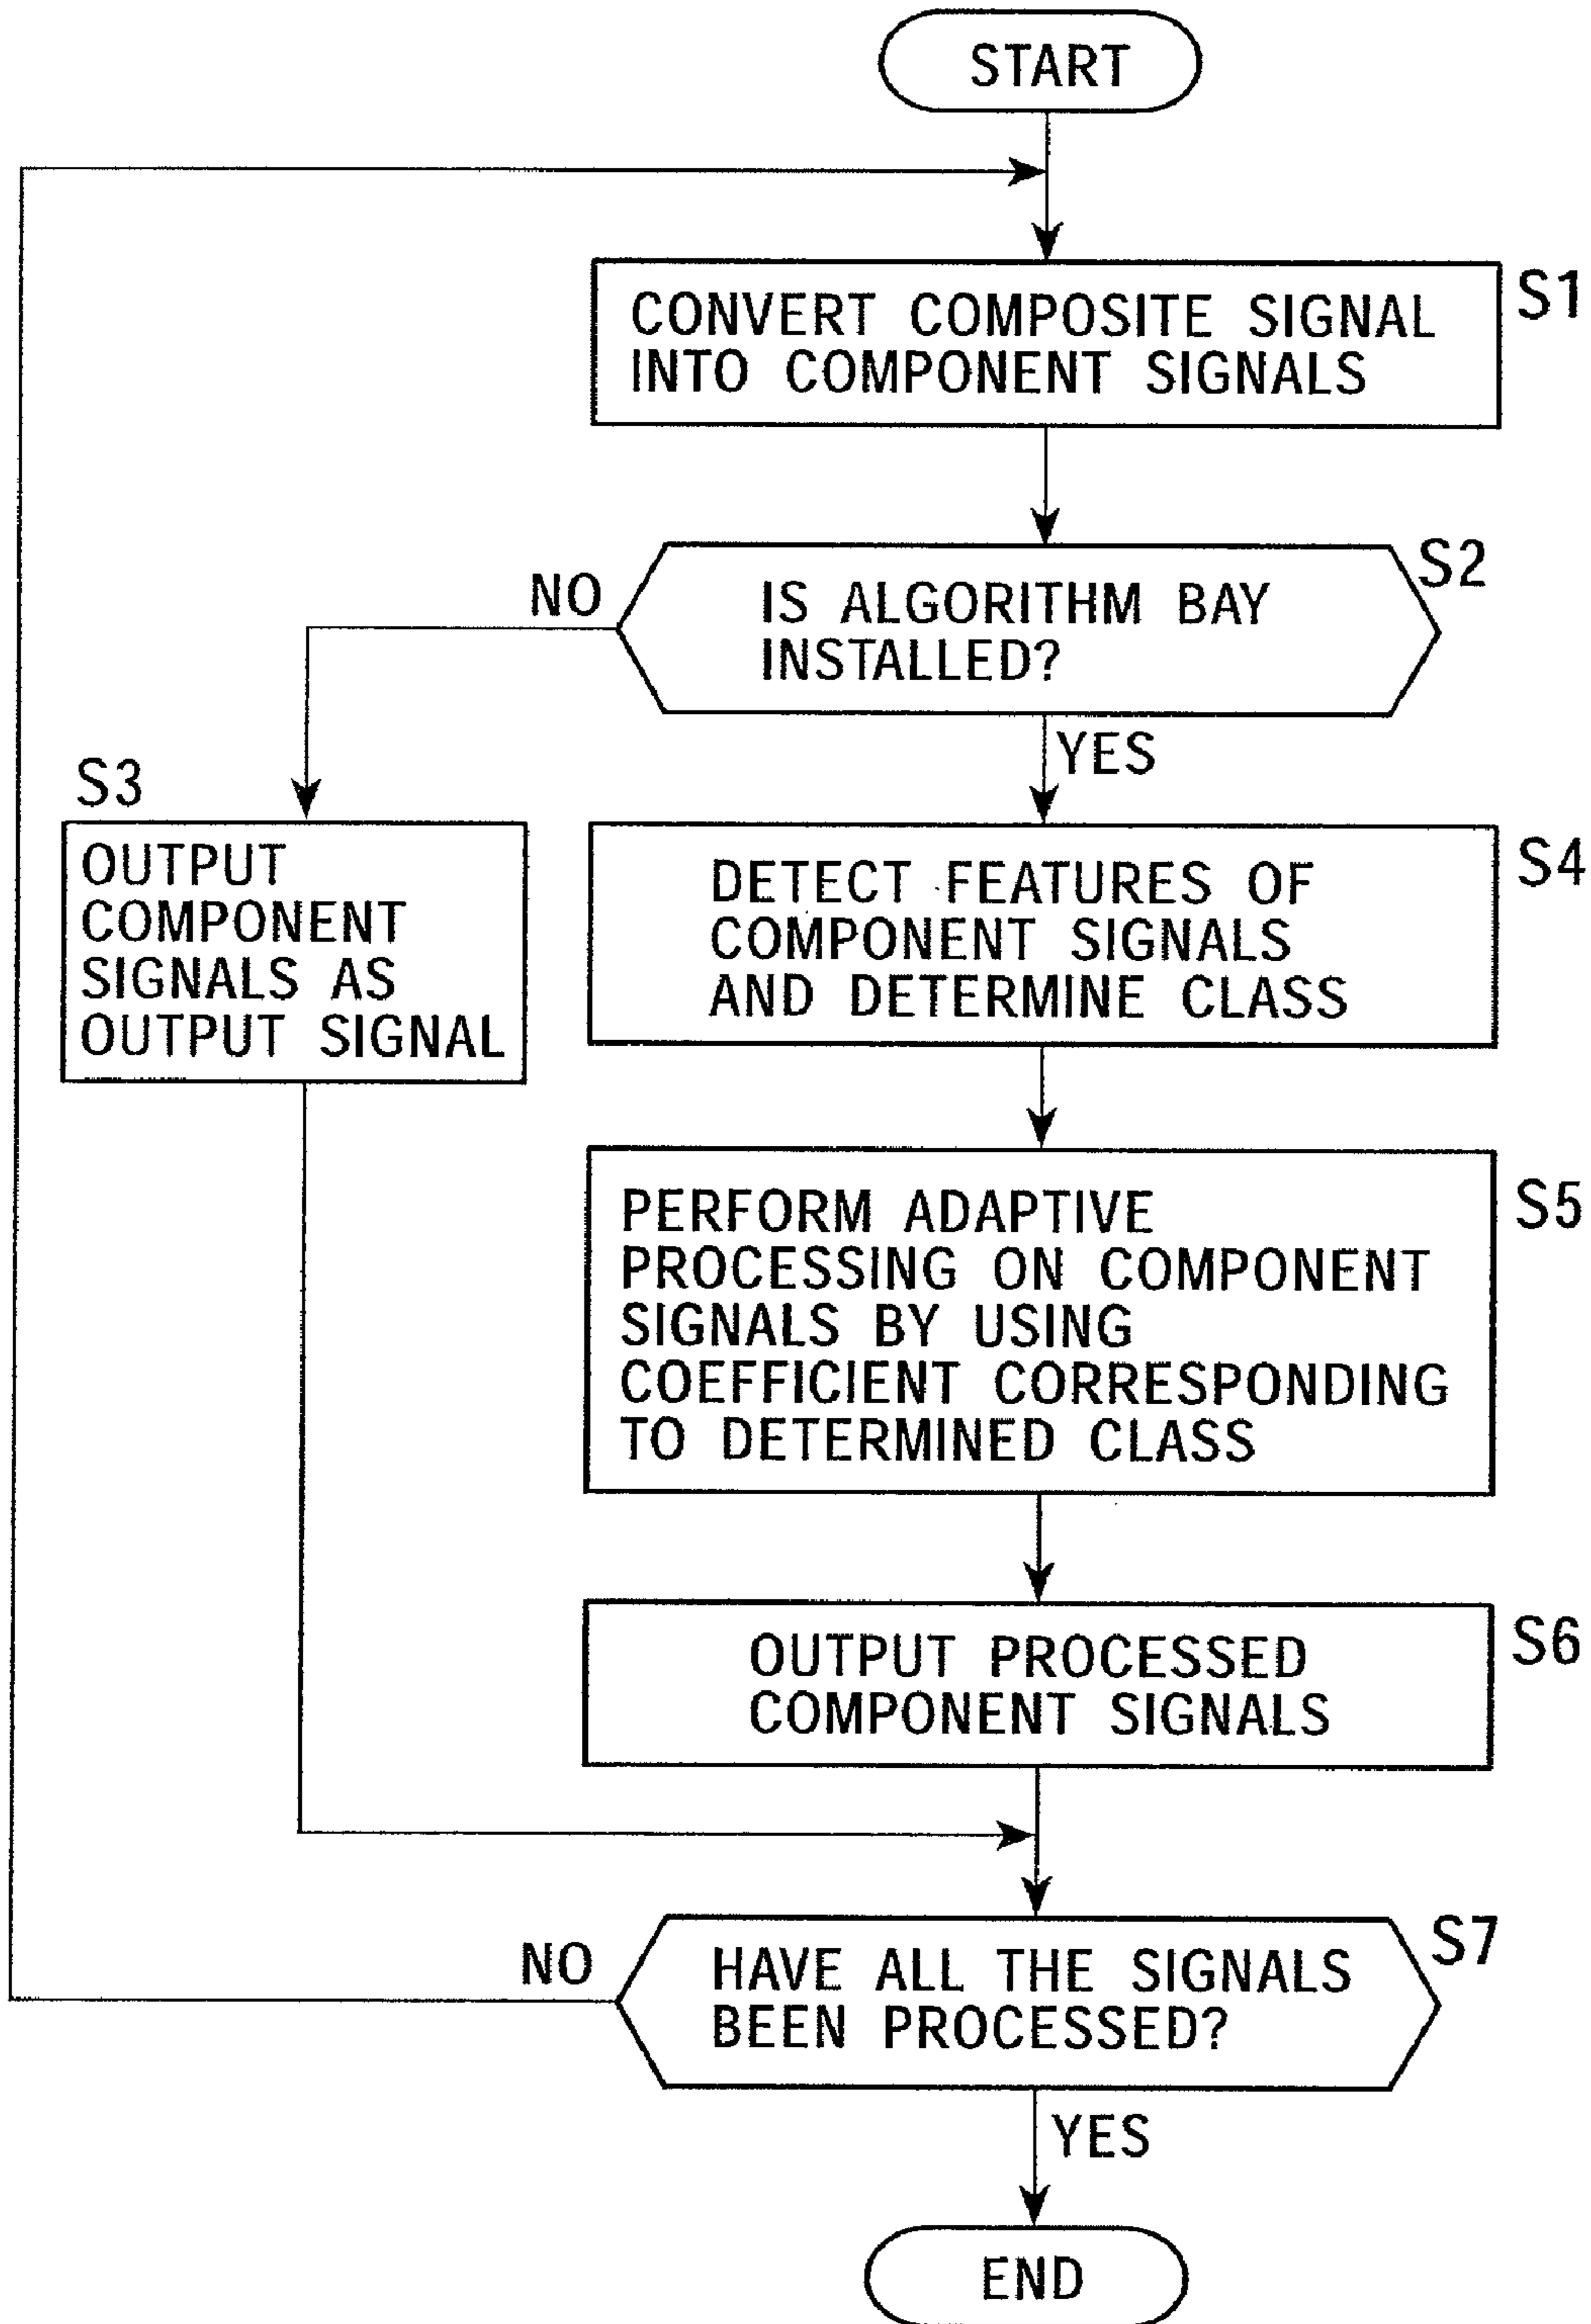 START
CONVERT COMPOSITE SIGNAL
INTO COMPONENT SIGNALS
S1
IS ALGORITHM BAY
INSTALLED?
S2
NO
YES
S3
OUTPUT
COMPONENT
SIGNALS AS
OUTPUT SIGNAL
DETECT FEATURES OF
COMPONENT SIGNALS
AND DETERMINE CLASS
S4
PERFORM ADAPTIVE
PROCESSING ON COMPONENT
SIGNALS BY USING
COEFFICIENT CORRESPONDING
TO DETERMINED CLASS
S5
OUTPUT PROCESSED
COMPONENT SIGNALS
S6
HAVE ALL THE SIGNALS
BEEN PROCESSED?
S7
NO
YES
END